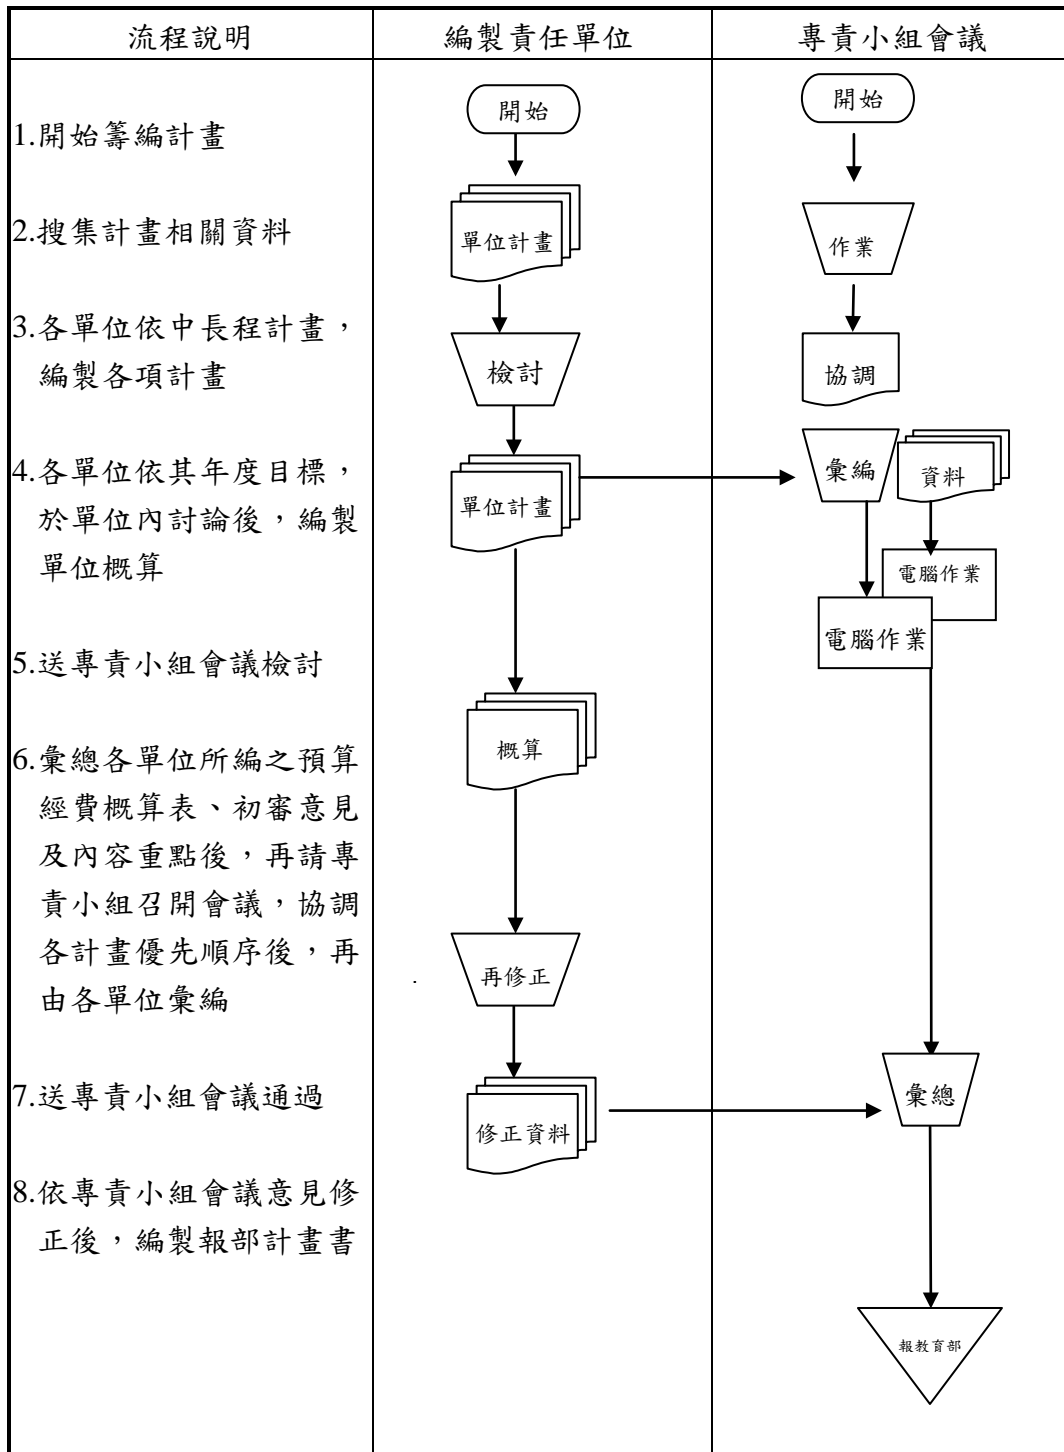 流程說明
編製責任單位
專責小組會議
1.開始籌編計畫
2.搜集計畫相關資料
3.各單位依中長程計畫，
編製各項計畫
4.各單位依其年度目標，
於單位內討論後，編製
單位概算
5.送專責小組會議檢討
6.彙總各單位所編之預算
經費概算表、初審意見
及內容重點後，再請專
責小組召開會議，協調
各計畫優先順序後，再
由各單位彙編
7.送專責小組會議通過
8.依專責小組會議意見修
正後，編製報部計畫書
開始
單位計畫
檢討
單位計畫
概算
再修正
修正資料
開始
作業
協調
彙編
資料
電腦作業
電腦作業
彙總
報教育部